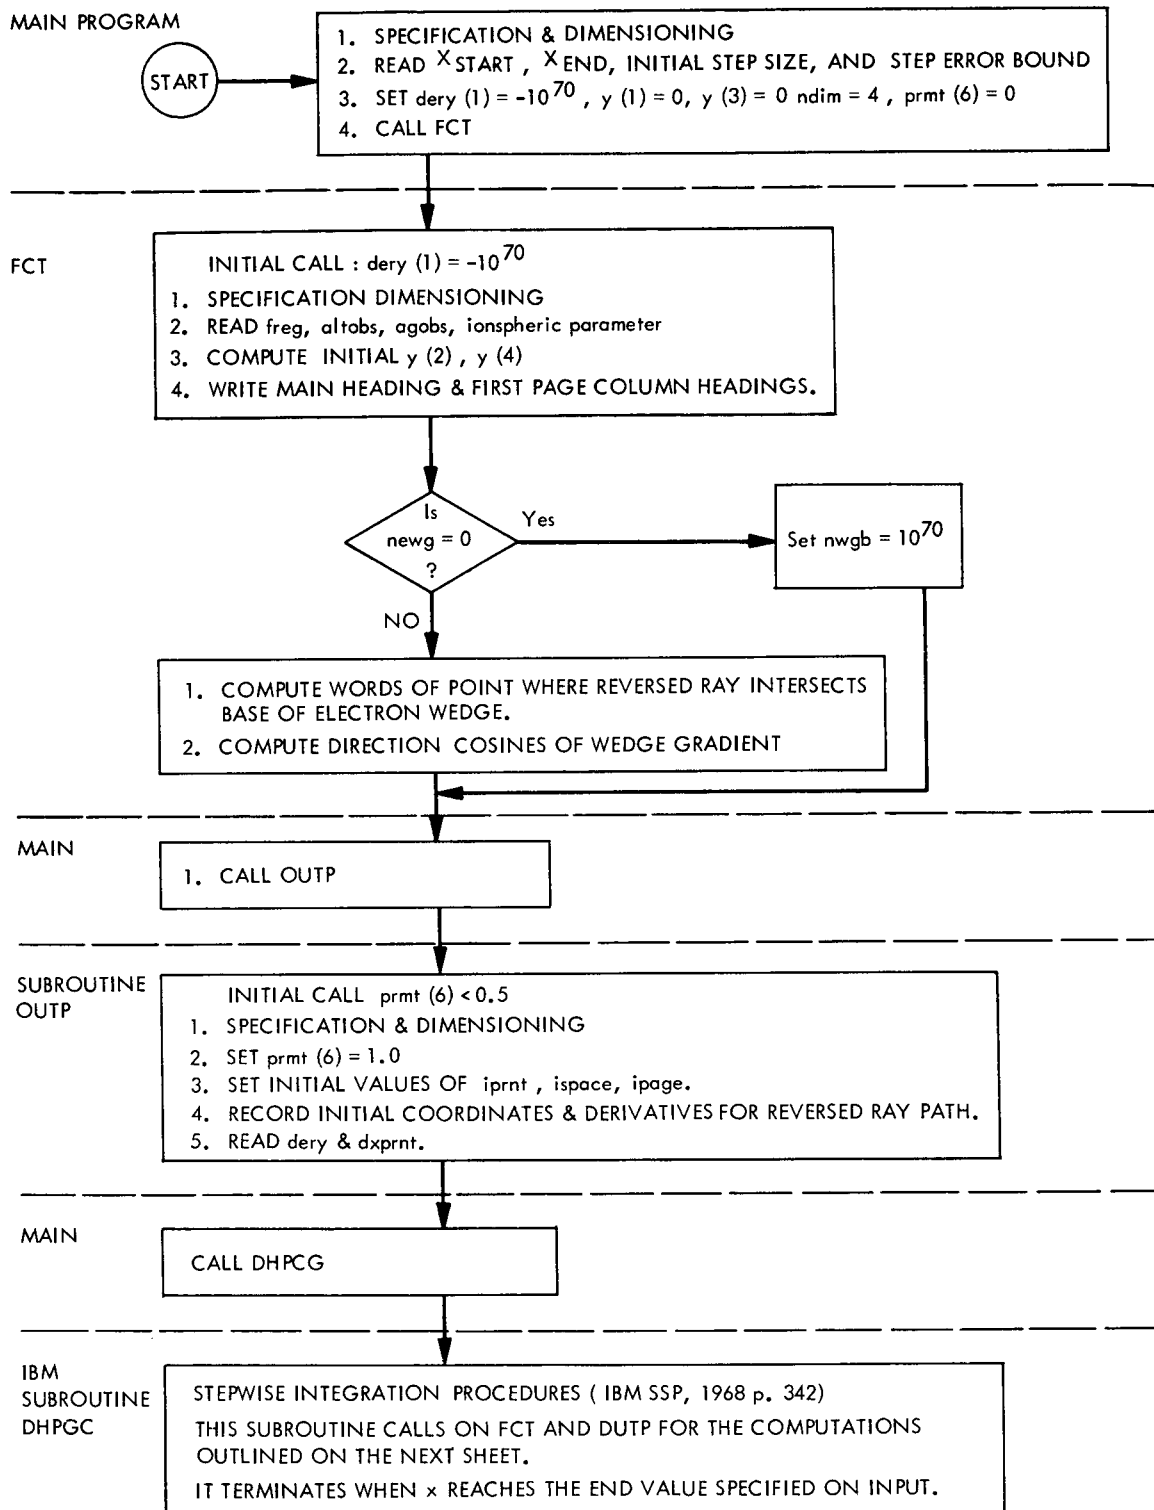 MAIN PROGRAM
START
1. SPECIFICATION & DIMENSIONING
2. READ X START , X END, INITIAL STEP SIZE, AND STEP ERROR BOUND
3. SET dery (1) = -10^70 , y (1) = 0, y (3) = 0 ndim = 4 , prmt (6) = 0
4. CALL FCT
FCT
INITIAL CALL : dery (1) = -10^70
1. SPECIFICATION DIMENSIONING
2. READ freg, altobs, agobs, ionspheric parameter
3. COMPUTE INITIAL y (2) , y (4)
4. WRITE MAIN HEADING & FIRST PAGE COLUMN HEADINGS.
Is
newg = 0
?
Yes
Set nwgb = 10^70
NO
1. COMPUTE WORDS OF POINT WHERE REVERSED RAY INTERSECTS
BASE OF ELECTRON WEDGE.
2. COMPUTE DIRECTION COSINES OF WEDGE GRADIENT
MAIN
1. CALL OUTP
SUBROUTINE
OUTP
INITIAL CALL prmt (6) < 0.5
1. SPECIFICATION & DIMENSIONING
2. SET prmt (6) = 1.0
3. SET INITIAL VALUES OF iprnt , ispace, ipage.
4. RECORD INITIAL COORDINATES & DERIVATIVES FOR REVERSED RAY PATH.
5. READ dery & dxprnt.
MAIN
CALL DHPCG
IBM
SUBROUTINE
DHPGC
STEPWISE INTEGRATION PROCEDURES ( IBM SSP, 1968 p. 342)
THIS SUBROUTINE CALLS ON FCT AND DUTP FOR THE COMPUTATIONS
OUTLINED ON THE NEXT SHEET.
IT TERMINATES WHEN x REACHES THE END VALUE SPECIFIED ON INPUT.